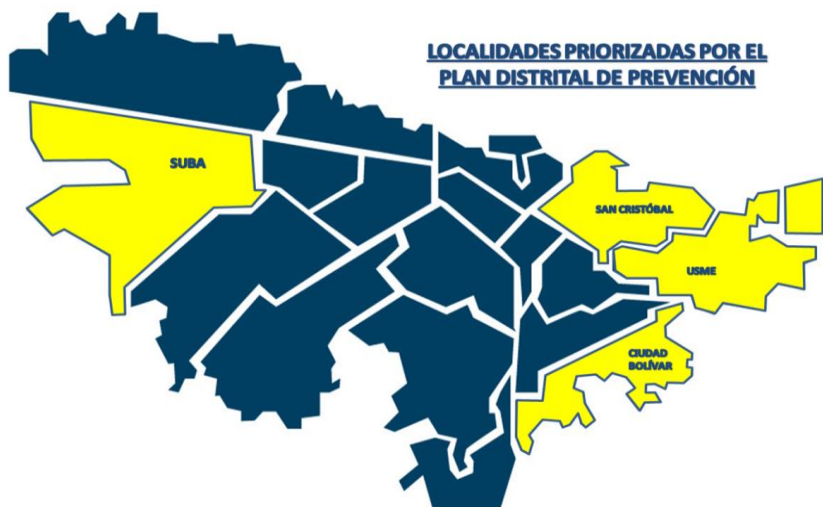 LOCALIDADES PRIORIZADAS POR EL
PLAN DISTRITAL DE PREVENCIÓN
SUBA
SAN CRISTÓBAL
USME
CIUDAD
BOLÍVAR